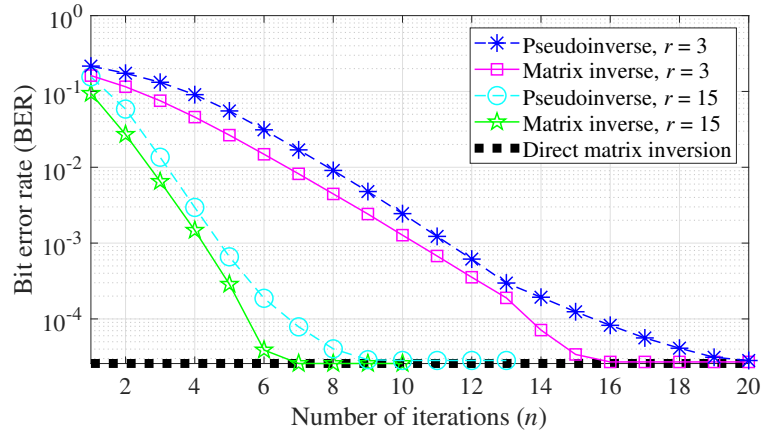 10^0
10^-1
10^-2
10^-3
10^-4
Bit error rate (BER)
Pseudoinverse, r = 3
Matrix inverse, r = 3
Pseudoinverse, r = 15
Matrix inverse, r = 15
Direct matrix inversion
2 4 6 8 10 12 14 16 18 20
Number of iterations (n)